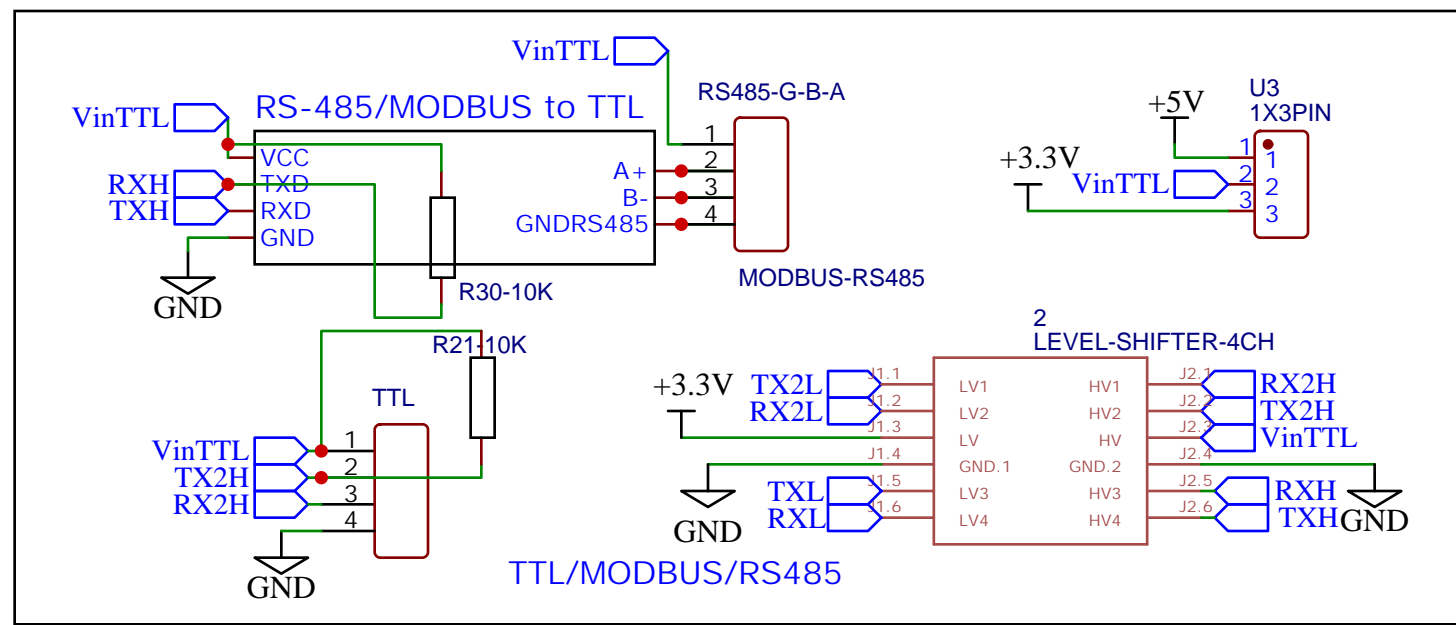 VinTTL
RS485-G-B-A
RS-485/MODBUS to TTL
VinTTL
VCC
TXD
RXD
GND
RXH
TXH
GND
A+
B-
GNDRS485
1
2
3
4
MODBUS-RS485
R30-10K
U3
1X3PIN
+5V
+3.3V
VinTTL
1
2
3
1
2
3
R21-10K
TTL
VinTTL
TX2H
RX2H
1
2
3
4
GND
2
LEVEL-SHIFTER-4CH
+3.3V
TX2L
RX2L
GND
TXL
RXL
J1.1
J1.2
J1.3
J1.4
J1.5
J1.6
LV1
LV2
LV
GND.1
LV3
LV4
HV1
HV2
HV
GND.2
HV3
HV4
J2.1
J2.2
J2.3
J2.4
J2.5
J2.6
RX2H
TX2H
VinTTL
RXH
TXH
GND
TTL/MODBUS/RS485